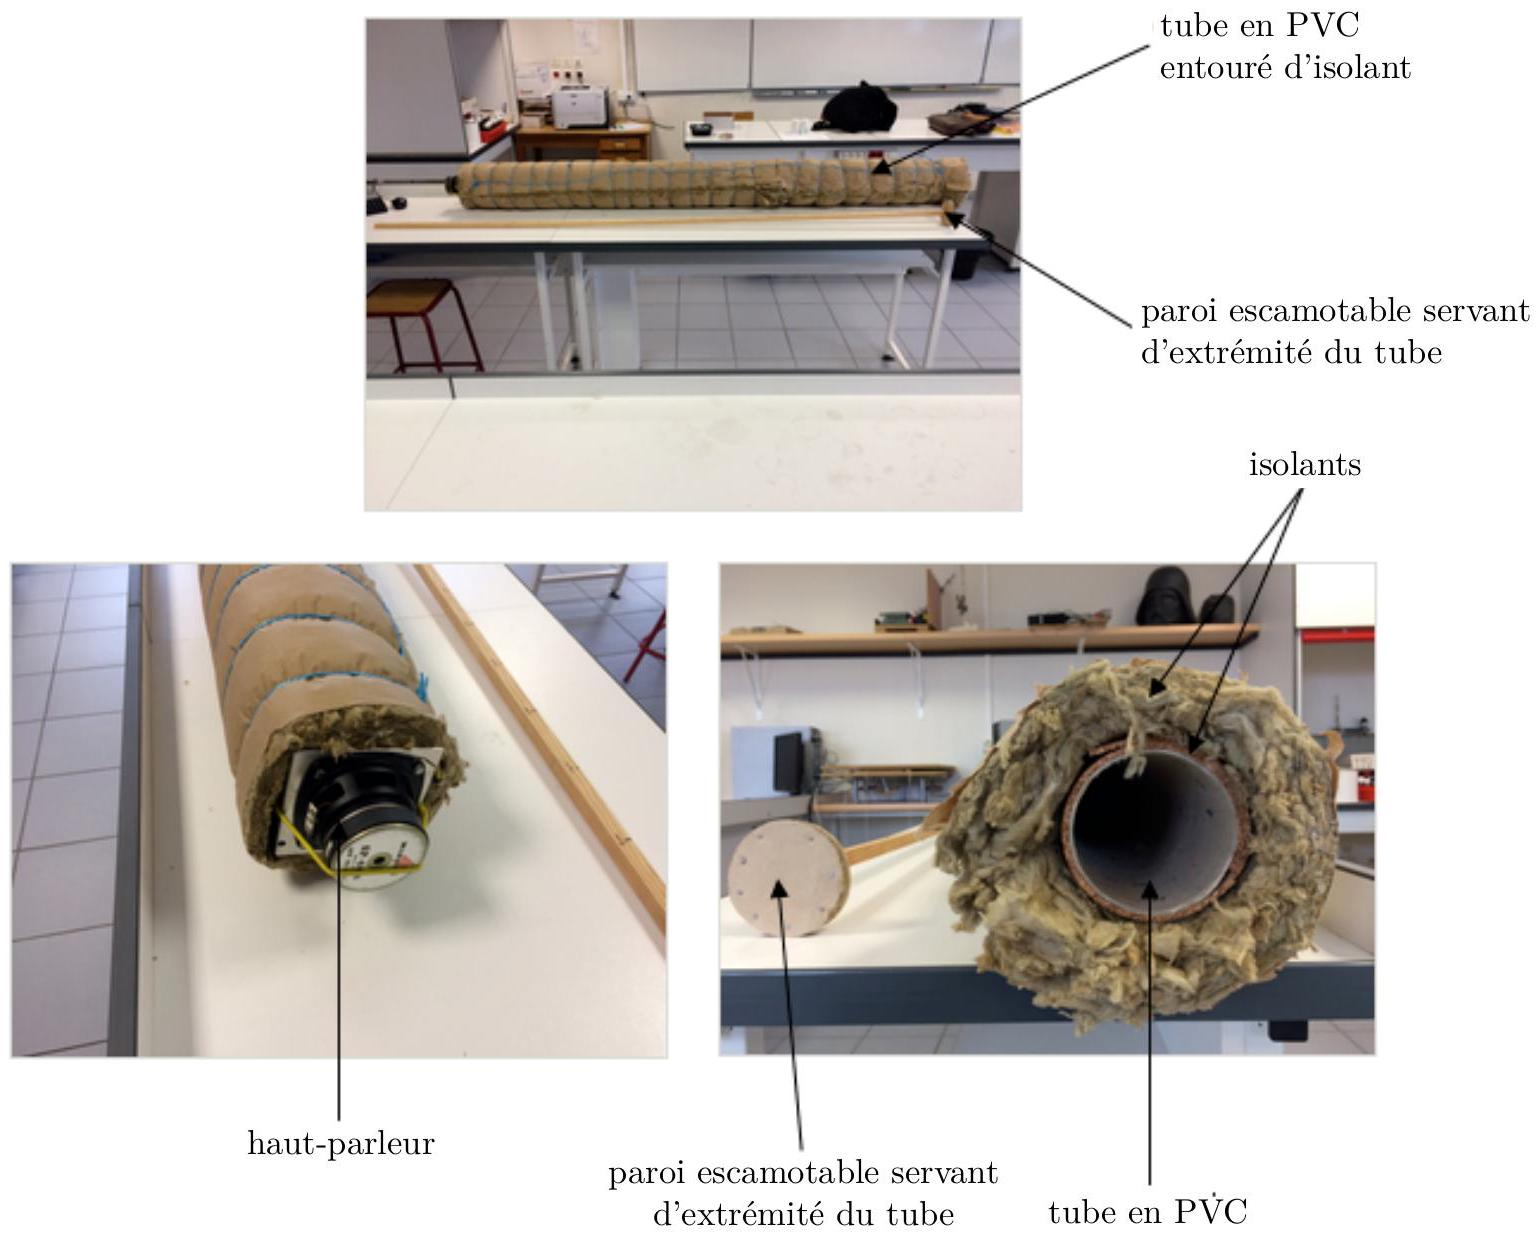 tube en PVC
entouré d'isolant
paroi escamotable servant
d'extrémité du tube
isolants
haut-parleur
paroi escamotable servant
d'extrémité du tube
tube en PVC